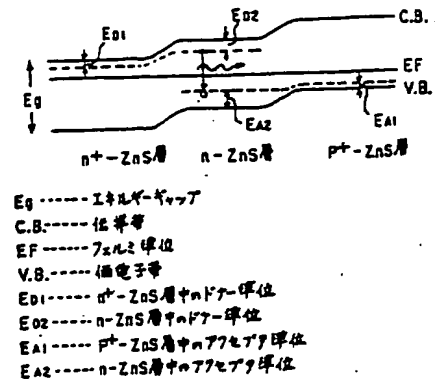 ED1
ED2
C.B.
EF
V.B.
Eg
EA2
EA1
n+-ZnS層
n-ZnS層
P+-ZnS層
Eg ------ エネルギーギャップ
C.B.----- 伝導帯
EF ------ フェルミ準位
V.B.----- 価電子帯
ED1 ----- n+-ZnS層中のドナー準位
ED2 ----- n-ZnS層中のドナー準位
EA1 ----- P+-ZnS層中のアクセプタ準位
EA2 ---- n-ZnS層中のアクセプタ準位